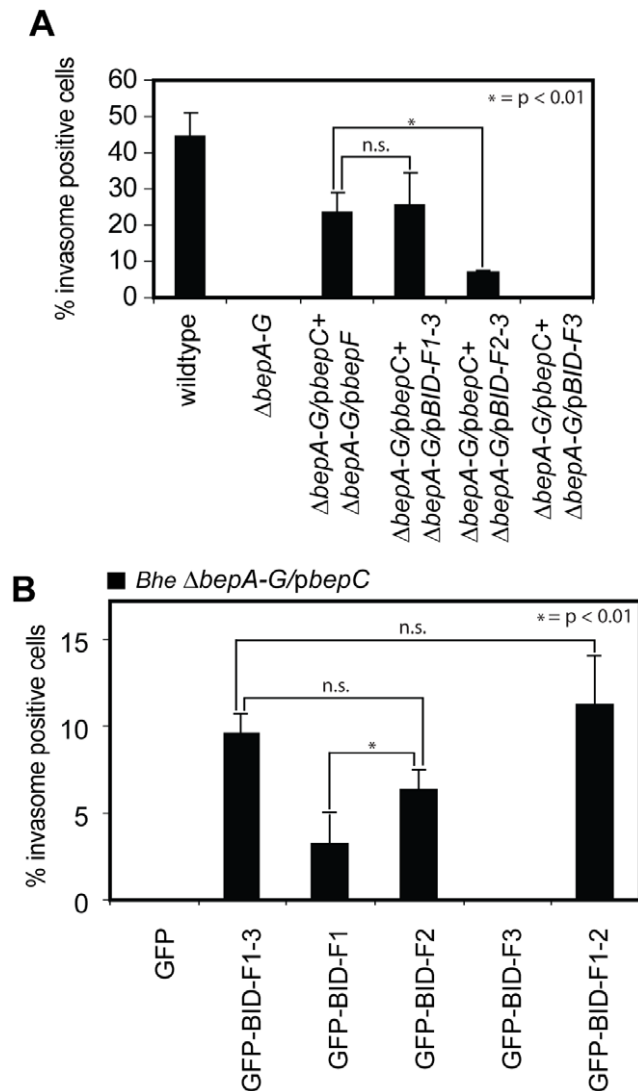 A
% invasome positive cells
60
50
40
30
20
10
0
* = p < 0.01
*
n.s.
wildtype
ΔbepA-G
ΔbepA-G/pbepC+
ΔbepA-G/pbepF
ΔbepA-G/pbepC+
ΔbepA-G/pBID-F1-3
ΔbepA-G/pbepC+
ΔbepA-G/pBID-F2-3
ΔbepA-G/pbepC+
ΔbepA-G/pBID-F3
B
Bhe ΔbepA-G/pbepC
% invasome positive cells
15
10
5
0
* = p < 0.01
n.s.
n.s.
*
GFP
GFP-BID-F1-3
GFP-BID-F1
GFP-BID-F2
GFP-BID-F3
GFP-BID-F1-2